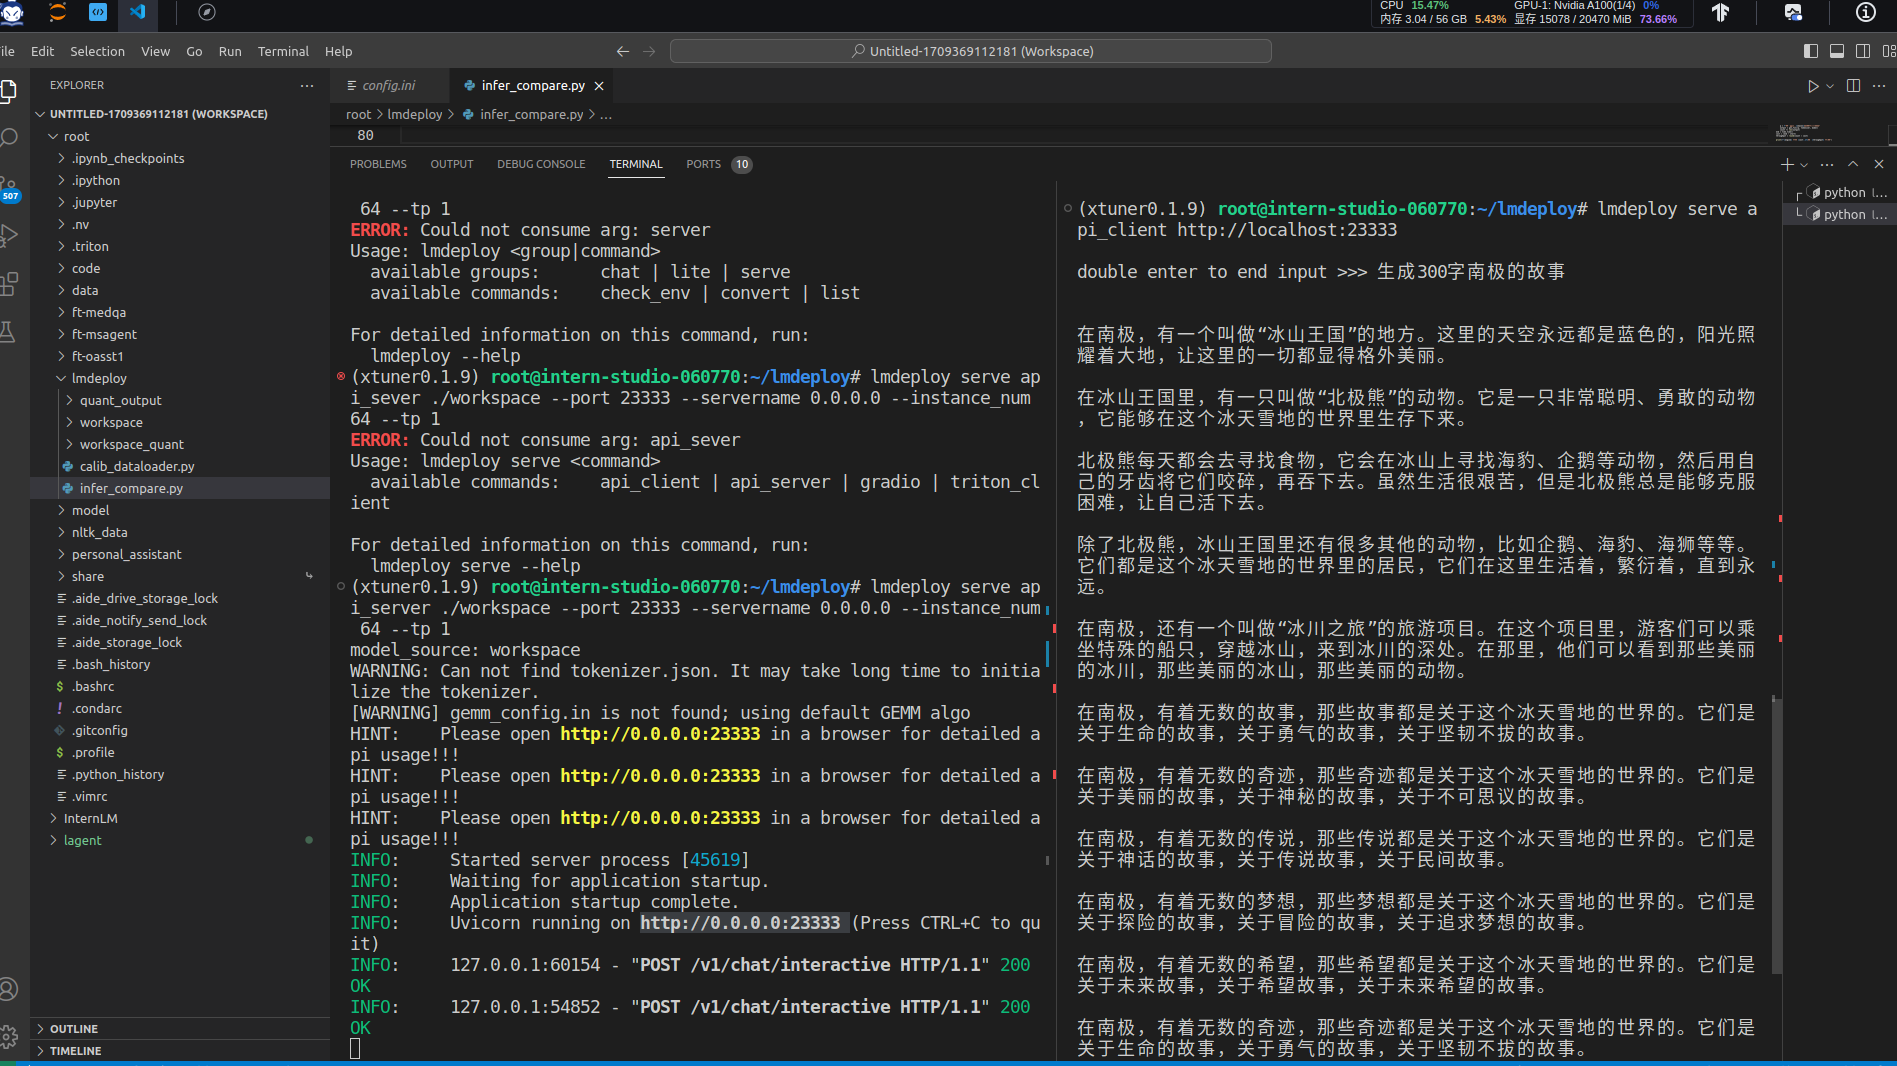 CPU 15.47% GPU-1: Nvidia A100(1/4) 0%
内存 3.04 / 56 GB 5.43% 显存 15078 / 20470 MiB 73.66%
ile Edit Selection View Go Run Terminal Help
Untitled-1709369112181 (Workspace)
EXPLORER
UNTITLED-1709369112181 (WORKSPACE)
root
.ipynb_checkpoints
.ipython
.jupyter
.nv
.triton
code
data
ft-medqa
ft-msagent
ft-oasst1
lmdeploy
quant_output
workspace
workspace_quant
calib_dataloader.py
infer_compare.py
model
nltk_data
personal_assistant
share
.aide_drive_storage_lock
.aide_notify_send_lock
.aide_storage_lock
.bash_history
.bashrc
.condarc
.gitconfig
.profile
.python_history
.vimrc
InternLM
lagent
OUTLINE
TIMELINE
507
config.ini
infer_compare.py
root > lmdeploy > infer_compare.py > ...
80
PROBLEMS OUTPUT DEBUG CONSOLE TERMINAL PORTS 10
64 --tp 1
ERROR: Could not consume arg: server
Usage: lmdeploy <group|command>
available groups: chat | lite | serve
available commands: check_env | convert | list
For detailed information on this command, run:
lmdeploy --help
(xtuner0.1.9) root@intern-studio-060770:~/lmdeploy# lmdeploy serve ap
i_sever ./workspace --port 23333 --servername 0.0.0.0 --instance_num
64 --tp 1
ERROR: Could not consume arg: api_sever
Usage: lmdeploy serve <command>
available commands: api_client | api_server | gradio | triton_cl
ient
For detailed information on this command, run:
lmdeploy serve --help
(xtuner0.1.9) root@intern-studio-060770:~/lmdeploy# lmdeploy serve ap
i_server ./workspace --port 23333 --servername 0.0.0.0 --instance_num
64 --tp 1
model_source: workspace
WARNING: Can not find tokenizer.json. It may take long time to initia
lize the tokenizer.
[WARNING] gemm_config.in is not found; using default GEMM algo
HINT: Please open http://0.0.0.0:23333 in a browser for detailed a
pi usage!!!
HINT: Please open http://0.0.0.0:23333 in a browser for detailed a
pi usage!!!
HINT: Please open http://0.0.0.0:23333 in a browser for detailed a
pi usage!!!
INFO: Started server process [45619]
INFO: Waiting for application startup.
INFO: Application startup complete.
INFO: Uvicorn running on http://0.0.0.0:23333 (Press CTRL+C to qu
it)
INFO: 127.0.0.1:60154 - "POST /v1/chat/interactive HTTP/1.1" 200
OK
INFO: 127.0.0.1:54852 - "POST /v1/chat/interactive HTTP/1.1" 200
OK
(xtuner0.1.9) root@intern-studio-060770:~/lmdeploy# lmdeploy serve a
pi_client http://localhost:23333
double enter to end input >>> 生成300字南极的故事
在南极，有一个叫做“冰山王国”的地方。这里的天空永远都是蓝色的，阳光照
耀着大地，让这里的一切都显得格外美丽。
在冰山王国里，有一只叫做“北极熊”的动物。它是一只非常聪明、勇敢的动物
，它能够在这个冰天雪地的世界里生存下来。
北极熊每天都会去寻找食物，它会在冰山上寻找海豹、企鹅等动物，然后用自
己的牙齿将它们咬碎，再吞下去。虽然生活很艰苦，但是北极熊总是能够克服
困难，让自己活下去。
除了北极熊，冰山王国里还有很多其他的动物，比如企鹅、海豹、海狮等等。
它们都是这个冰天雪地的世界里的居民，它们在这里生活着，繁衍着，直到永
远。
在南极，还有一个叫做“冰川之旅”的旅游项目。在这个项目里，游客们可以乘
坐特殊的船只，穿越冰山，来到冰川的深处。在那里，他们可以看到那些美丽
的冰川，那些美丽的冰山，那些美丽的动物。
在南极，有着无数的故事，那些故事都是关于这个冰天雪地的世界的。它们是
关于生命的故事，关于勇气的故事，关于坚韧不拔的故事。
在南极，有着无数的奇迹，那些奇迹都是关于这个冰天雪地的世界的。它们是
关于美丽的故事，关于神秘的故事，关于不可思议的故事。
在南极，有着无数的传说，那些传说都是关于这个冰天雪地的世界的。它们是
关于神话的故事，关于传说故事，关于民间故事。
在南极，有着无数的梦想，那些梦想都是关于这个冰天雪地的世界的。它们是
关于探险的故事，关于冒险的故事，关于追求梦想的故事。
在南极，有着无数的希望，那些希望都是关于这个冰天雪地的世界的。它们是
关于未来故事，关于希望故事，关于未来希望的故事。
在南极，有着无数的奇迹，那些奇迹都是关于这个冰天雪地的世界的。它们是
关于生命的故事，关于勇气的故事，关于坚韧不拔的故事。
python l...
python l...